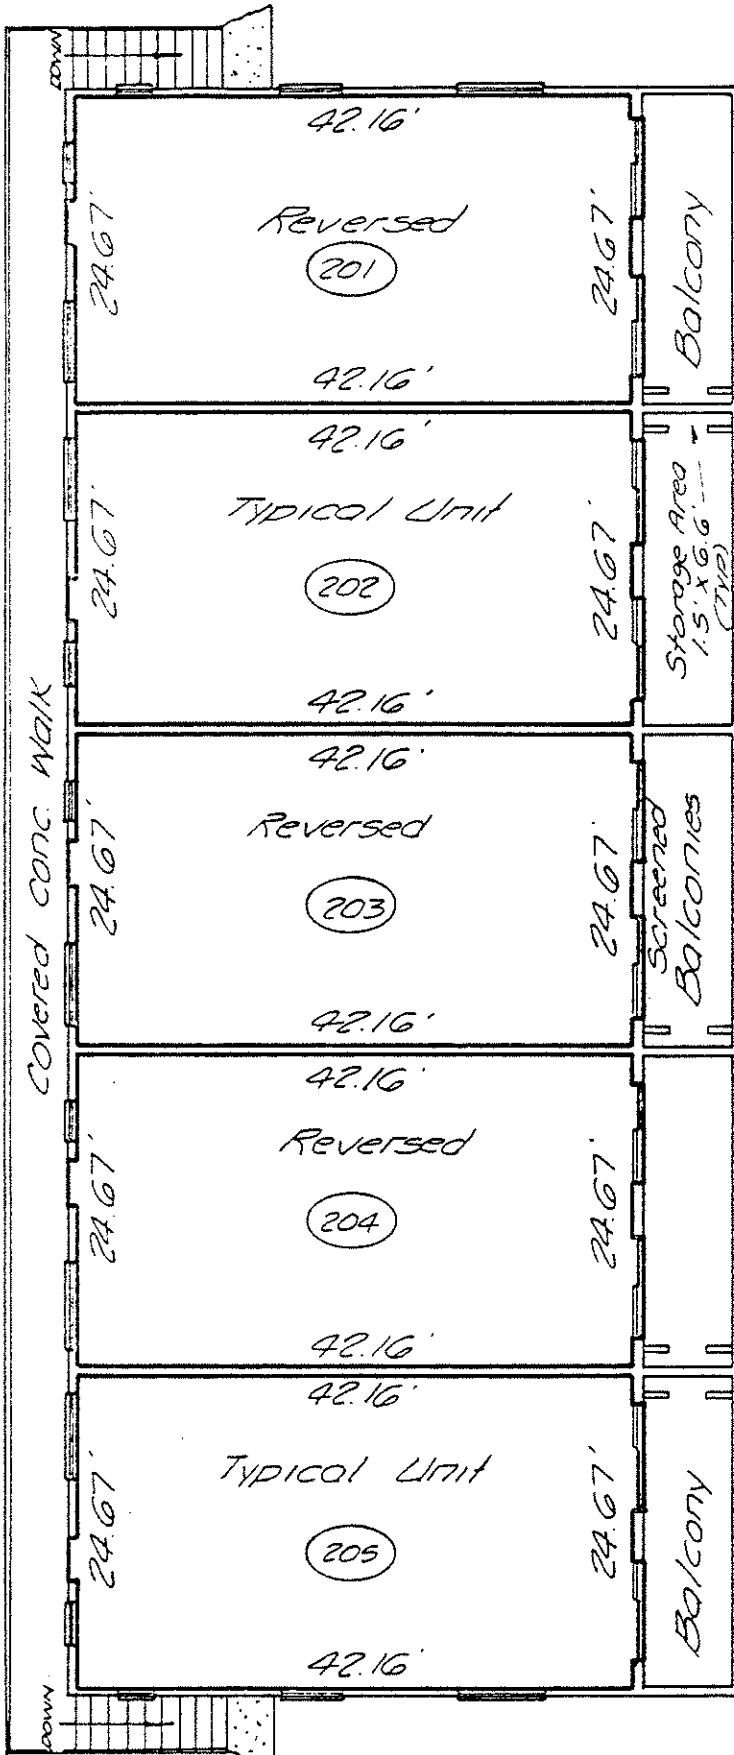 DOWN
42.16'
Reversed
201
24.67'
24.67'
Balcony
42.16'
42.16'
Typical Unit
202
24.67'
24.67'
Storage Area
1.5' X 6.6'
(TYP)
42.16'
Covered Conc. Walk
42.16'
Reversed
203
24.67'
24.67'
Screened
Balconies
42.16'
42.16'
Reversed
204
24.67'
24.67'
42.16'
42.16'
Typical Unit
205
24.67'
24.67'
Balcony
42.16'
DOWN